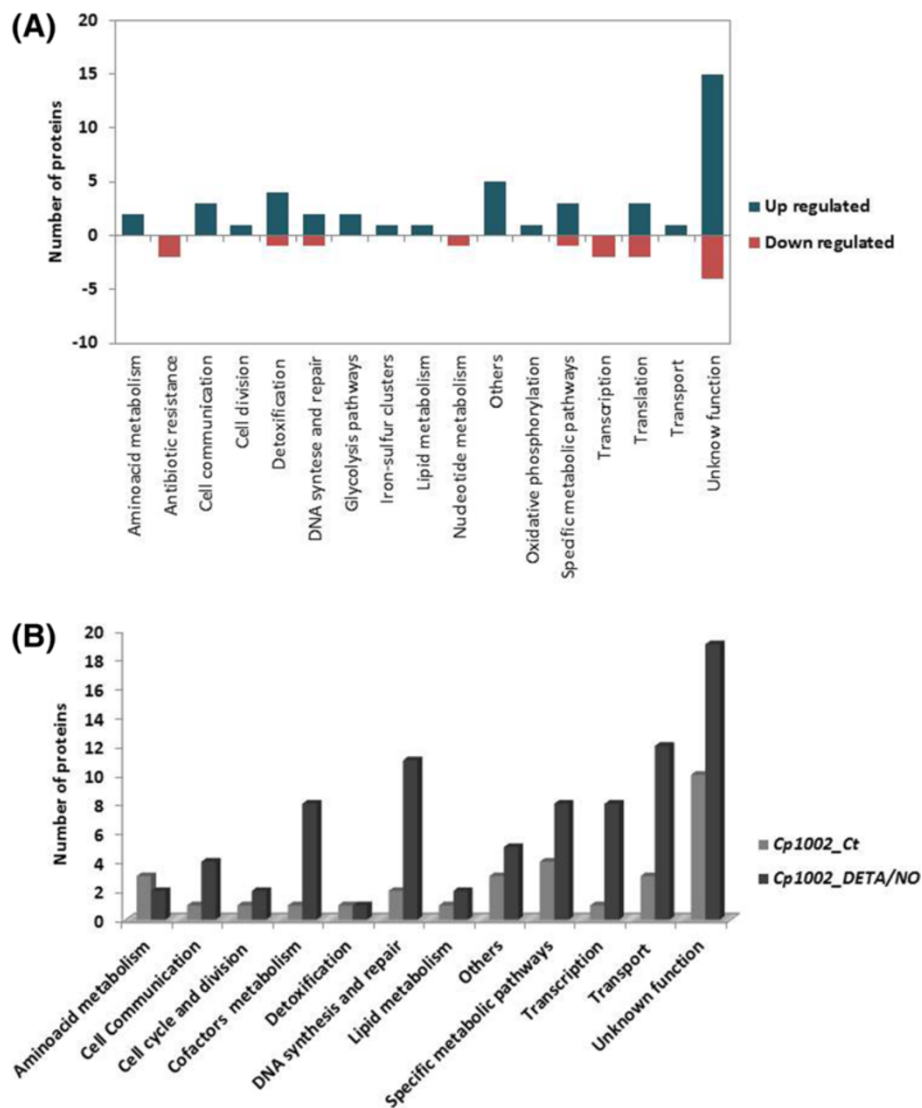 (A)
20
15
10
5
0
-5
-10
Number of proteins
Up regulated
Down regulated
Aminoacid metabolism
Antibiotic resistance
Cell communication
Cell division
Detoxification
DNA syntese and repair
Glycolysis pathways
Iron-sulfur clusters
Lipid metabolism
Nudeotide metabolism
Others
Oxidative phosphorylation
Specific metabolic pathways
Transcription
Translation
Transport
Unknow function
(B)
20
18
16
14
12
10
8
6
4
2
0
Number of proteins
Cp1002_Ct
Cp1002_DETA/NO
Aminoacid metabolism
Cell Communication
Cell cycle and division
Cofactors metabolism
Detoxification
DNA synthesis and repair
Lipid metabolism
Others
Specific metabolic pathways
Transcription
Transport
Unknown function